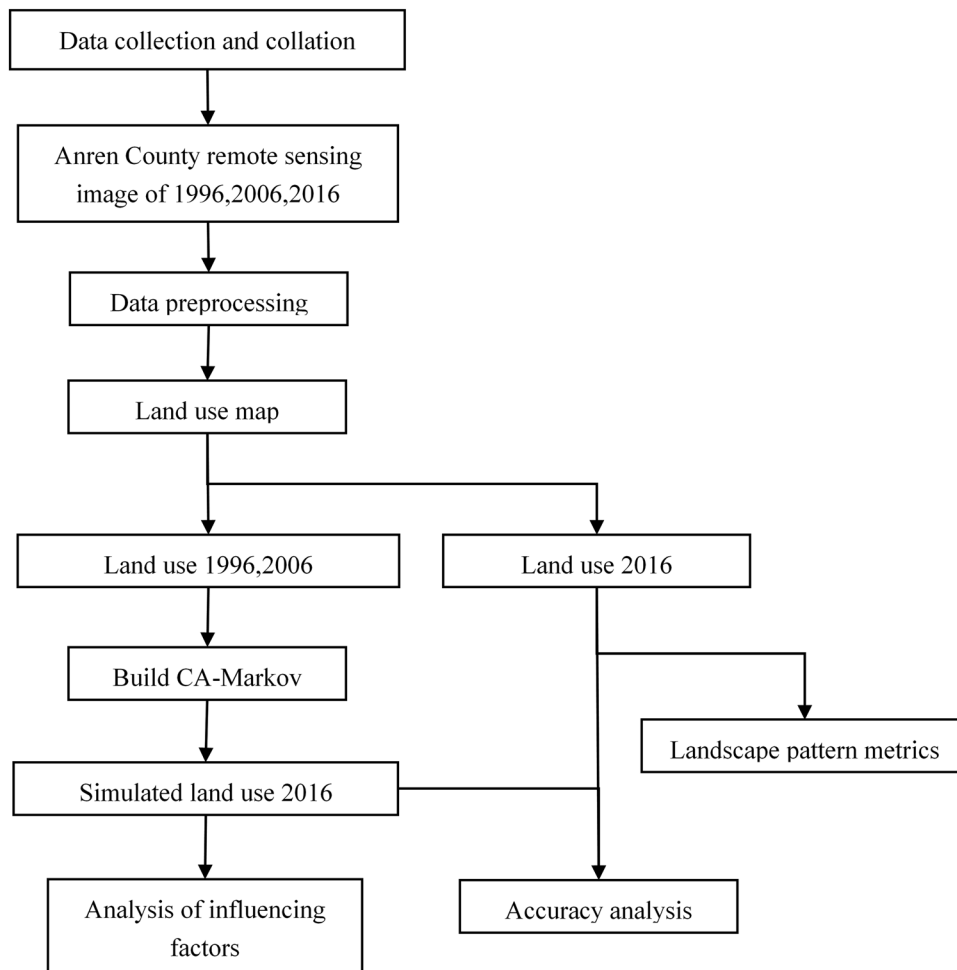 Data collection and collation
Anren County remote sensing
image of 1996,2006,2016
Data preprocessing
Land use map
Land use 1996,2006
Land use 2016
Build CA-Markov
Landscape pattern metrics
Simulated land use 2016
Analysis of influencing
factors
Accuracy analysis